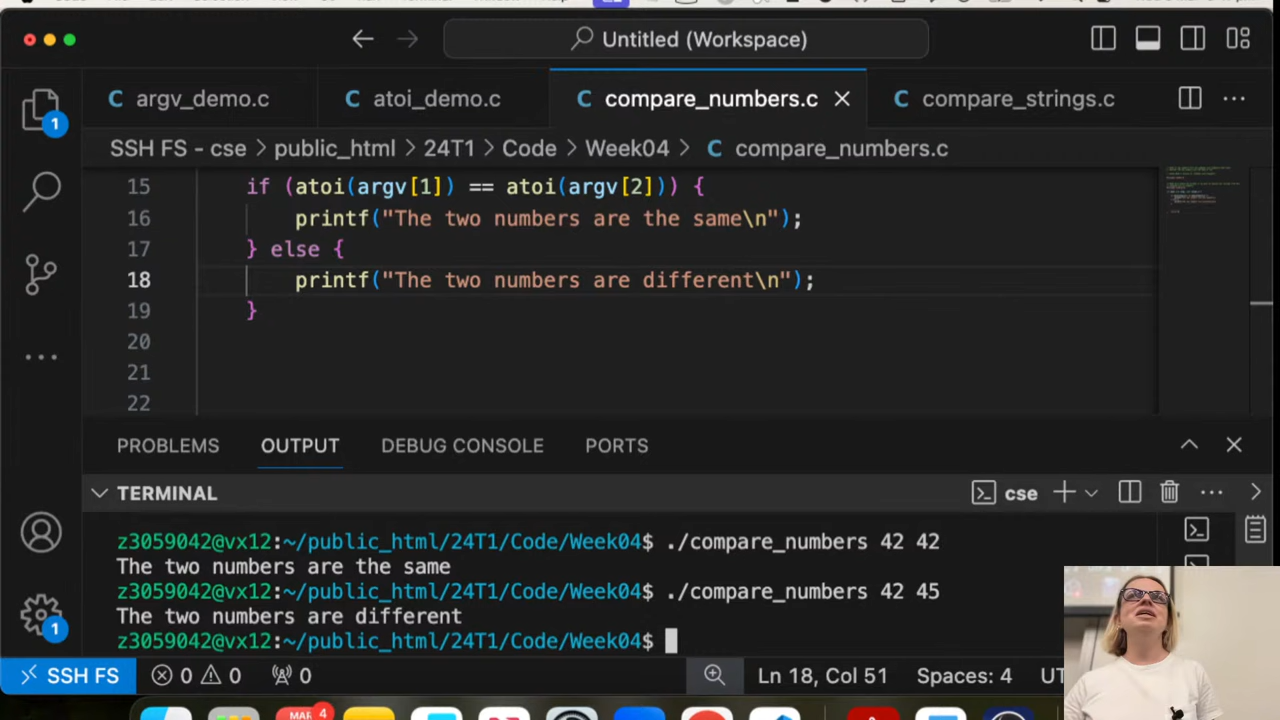 Untitled (Workspace)
argv_demo.c
atoi_demo.c
compare_numbers.c
compare_strings.c
SSH FS - cse > public_html > 24T1 > Code > Week04 > C compare_numbers.c
15 if (atoi(argv[1]) == atoi(argv[2])) {
16 printf("The two numbers are the same\n");
17 } else {
18 printf("The two numbers are different\n");
19 }
20
21
22
PROBLEMS OUTPUT DEBUG CONSOLE PORTS
TERMINAL
cse
z3059042@vx12:~/public_html/24T1/Code/Week04$ ./compare_numbers 42 42
The two numbers are the same
z3059042@vx12:~/public_html/24T1/Code/Week04$ ./compare_numbers 42 45
The two numbers are different
z3059042@vx12:~/public_html/24T1/Code/Week04$
1
1
SSH FS
0
0
0
Ln 18, Col 51
Spaces: 4
MAR
4